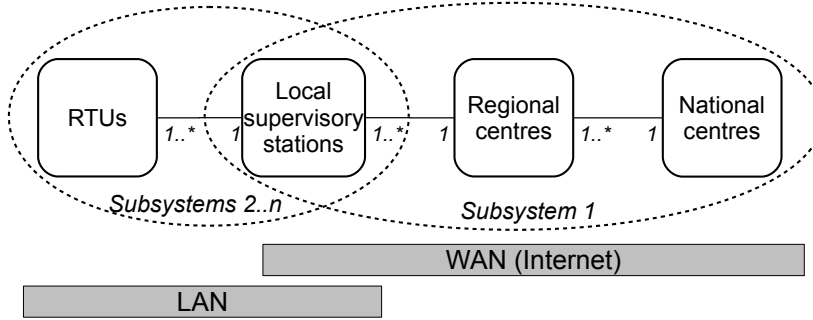 RTUs
Local
supervisory
stations
Regional
centres
National
centres
1..*
1
1..*
1
1..*
1
Subsystems 2..n
Subsystem 1
WAN (Internet)
LAN